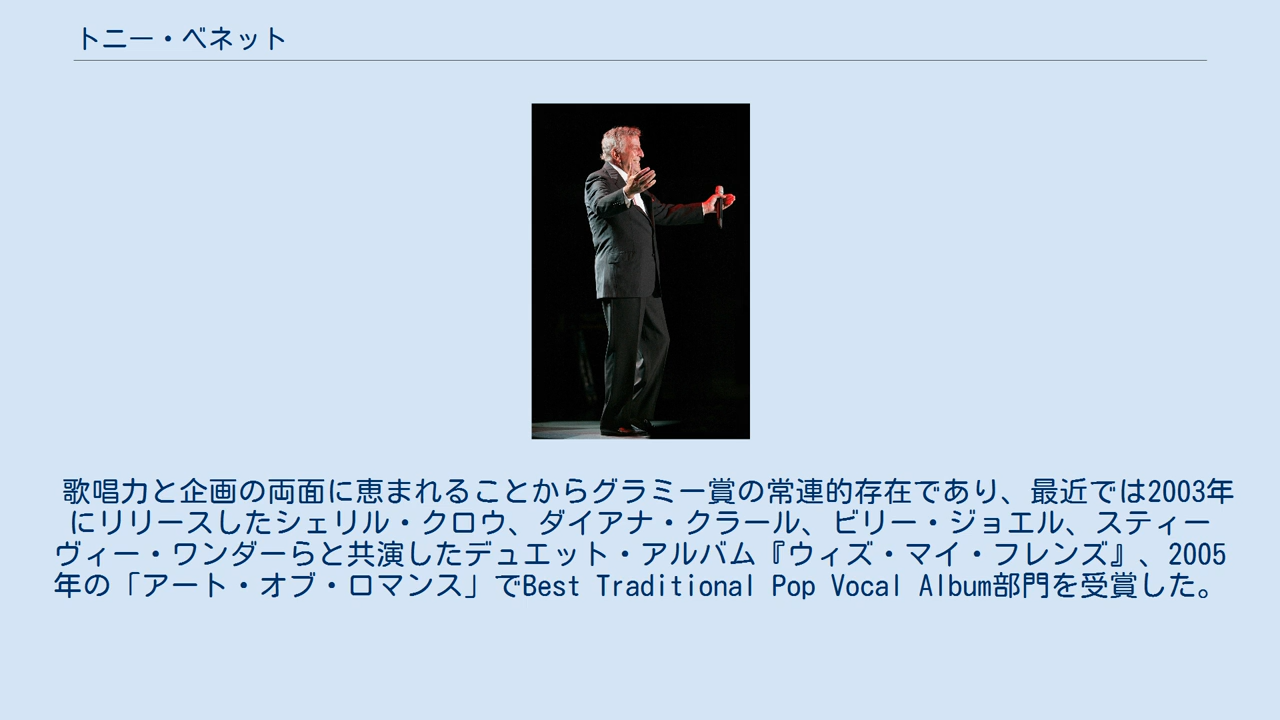 トニー・ベネット
歌唱力と企画の両面に恵まれることからグラミー賞の常連的存在であり、最近では2003年
にリリースしたシェリル・クロウ、ダイアナ・クラール、ビリー・ジョエル、スティー
ヴィー・ワンダーらと共演したデュエット・アルバム『ウィズ・マイ・フレンズ』、2005
年の「アート・オブ・ロマンス」でBest Traditional Pop Vocal Album部門を受賞した。